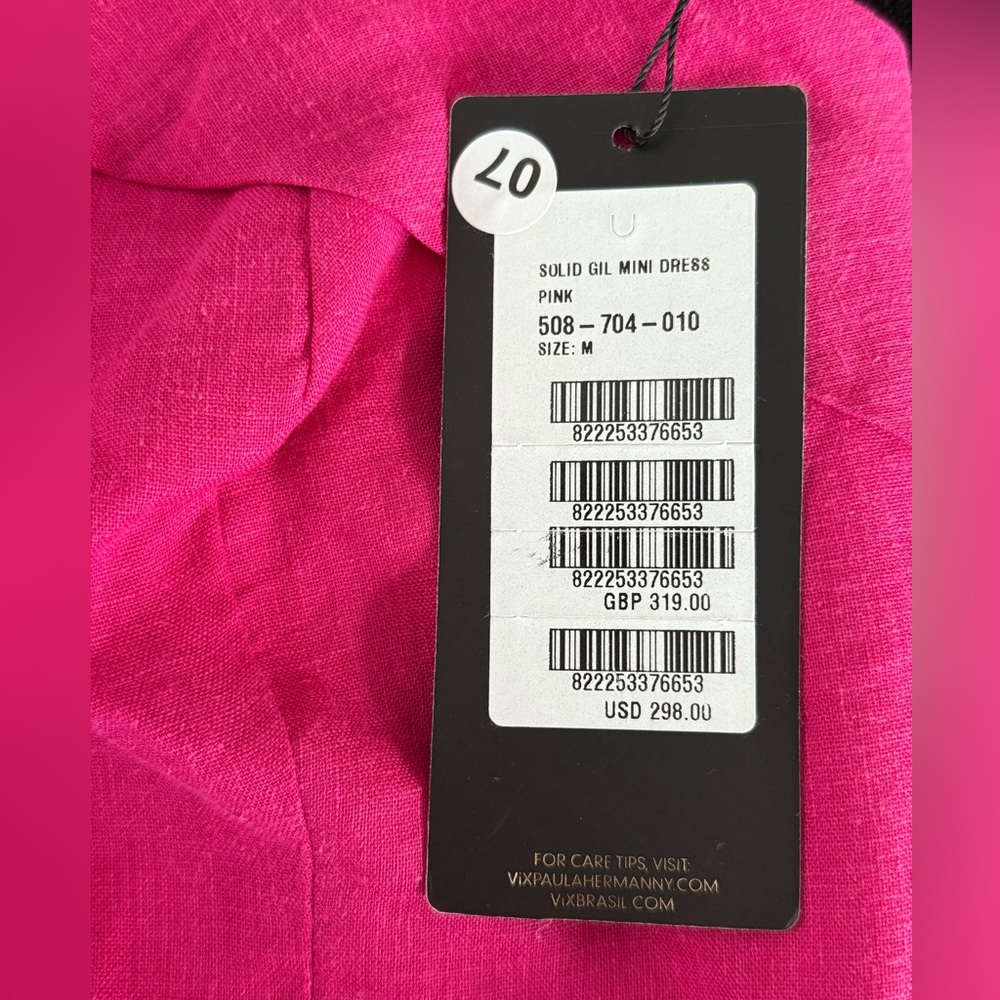 07
SOLID GIL MINI DRESS
PINK
508-704-010
SIZE: M
822253376653
822253376653
822253376653
GBP 319.00
822253376653
USD 298.00
FOR CARE TIPS, VISIT:
ViXPAULAHERMANNY.COM
ViXBRASIL.COM